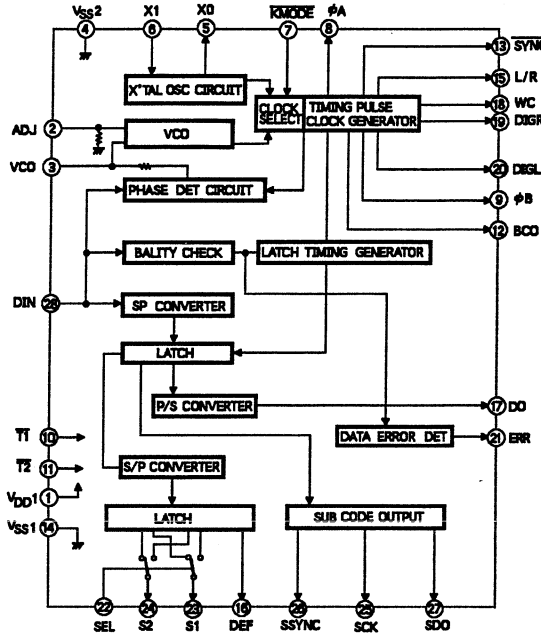 VSS2 X1 X0 KMODE φA
4 6 5 7 8
13 SYNC
15 L/R
X'TAL OSC CIRCUIT
CLOCK SELECT
TIMING PULSE
CLOCK GENERATOR
18 WC
19 DIGR
ADJ 2
VCO
VCO 3
20 DIGL
PHASE DET CIRCUIT
9 φB
12 BCO
BALITY CHECK
LATCH TIMING GENERATOR
DIN 28
SP CONVERTER
LATCH
P/S CONVERTER
17 DO
T1 10
DATA ERROR DET
21 ERR
T2 11
S/P CONVERTER
VDD1 1
LATCH
SUB CODE OUTPUT
VSS1 14
22 24 23 16 26 25 27
SEL S2 S1 DEF SSYNC SCK SDO